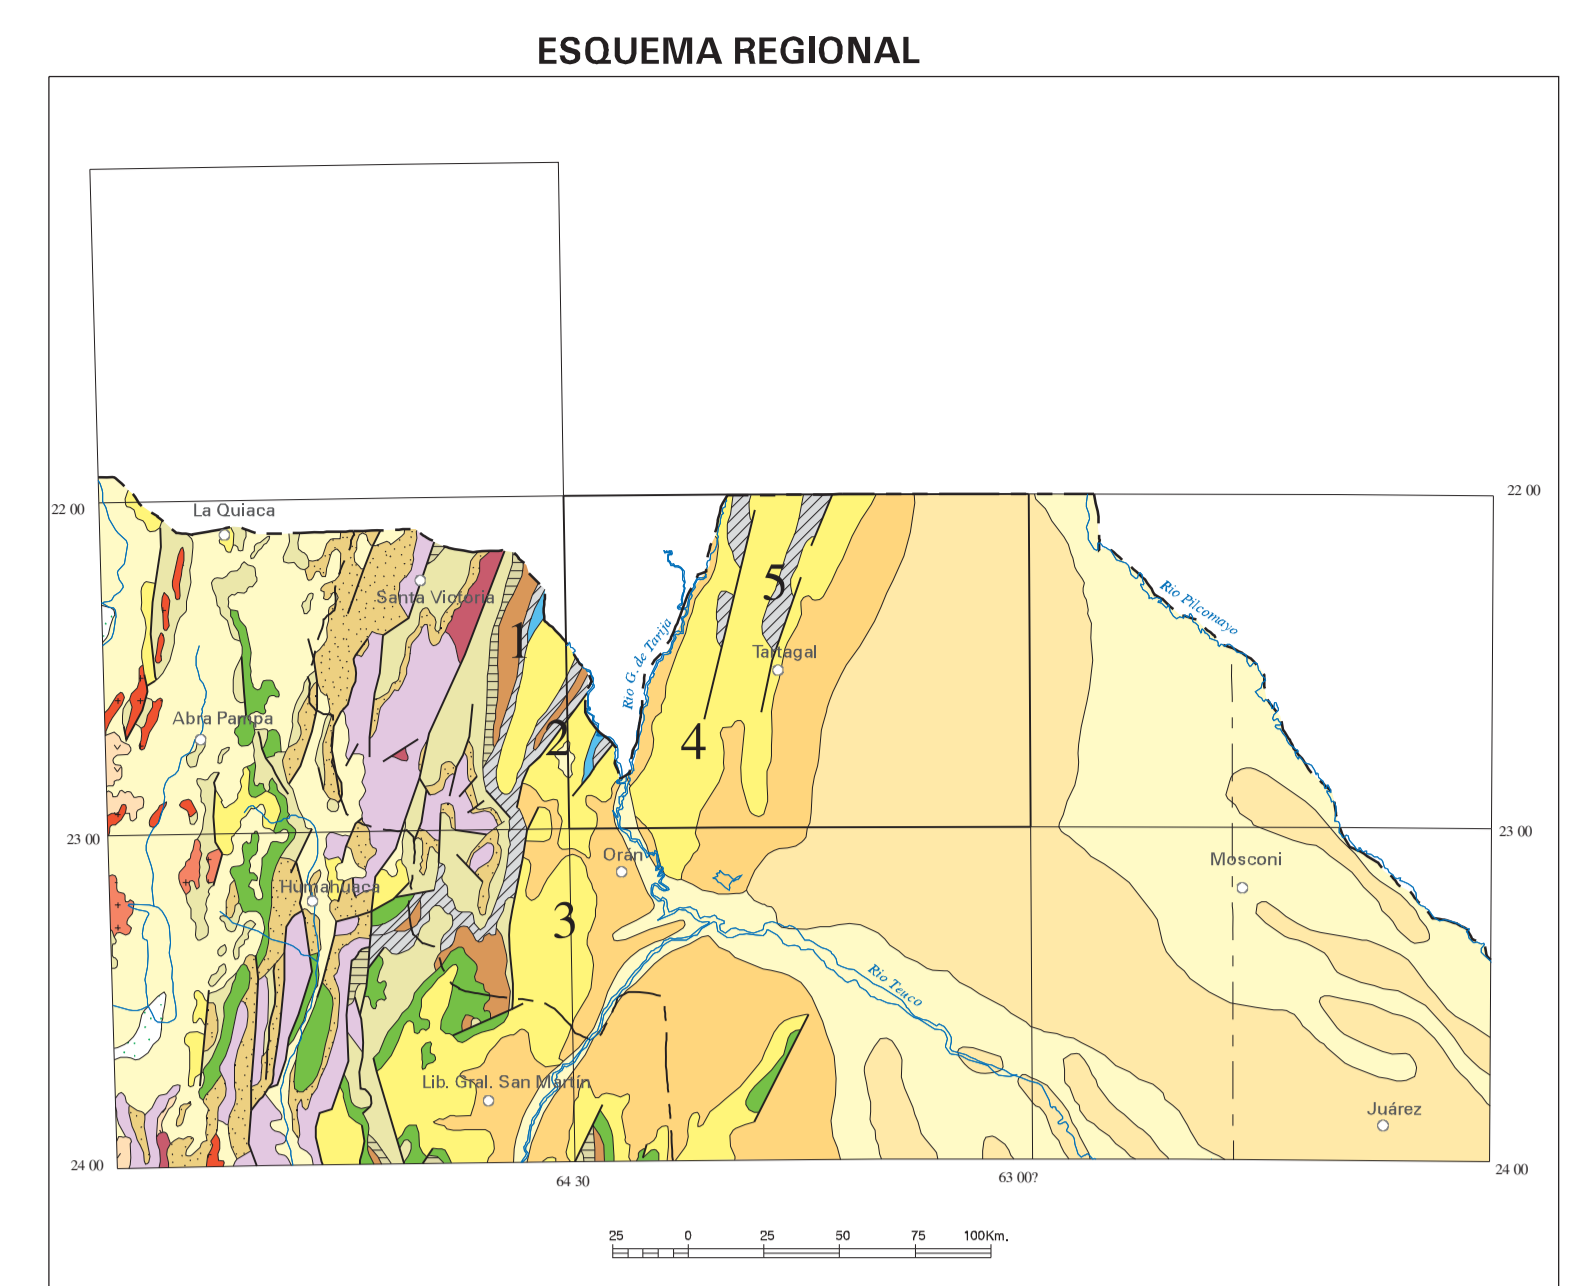 ESQUEMA REGIONAL
22 00
La Quiaca
22 00
Santa Victoria
1
5
Río G. de Tarija
Tartagal
Río Pilcomayo
Abra Pampa
2
4
23 00
23 00
Orán
Mosconi
Humahuaca
3
Río Teuco
Lib. Gral. San Martín
Juárez
24 00
24 00
64 30
63 00?
25 0 25 50 75 100Km.